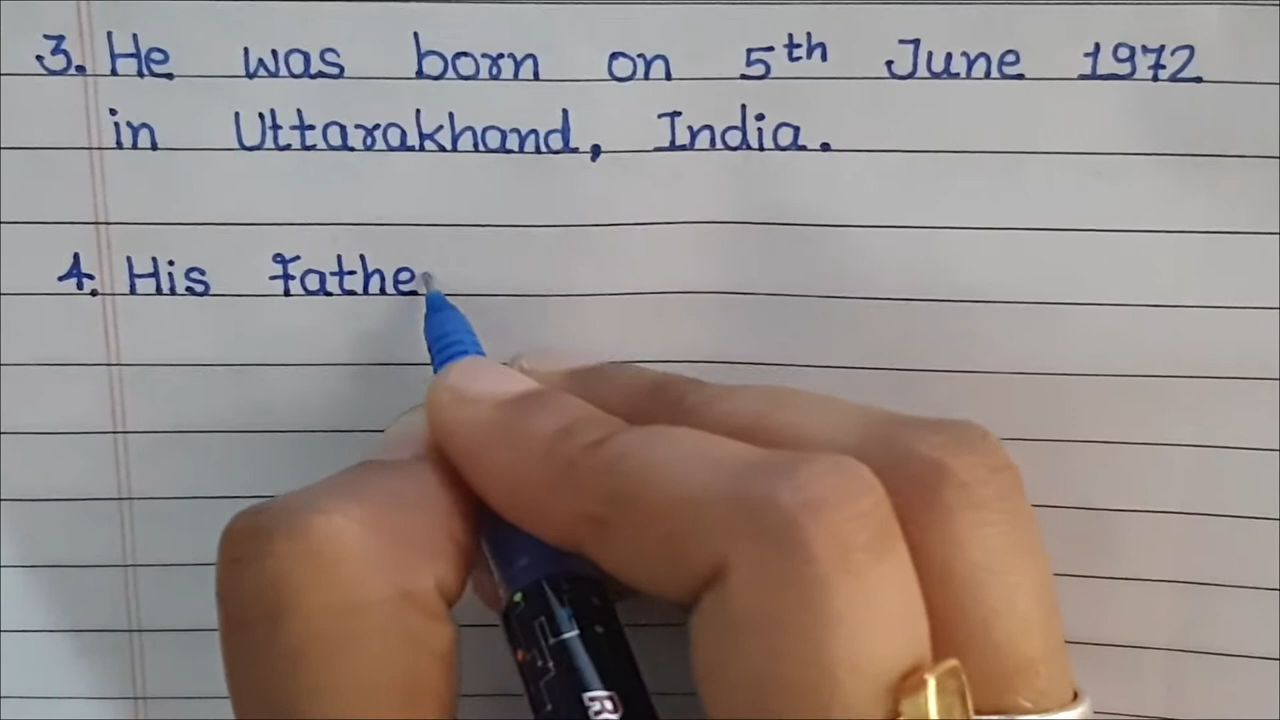 3. He was born on 5th June 1972
in Uttarakhand, India.
4. His Fathe
R